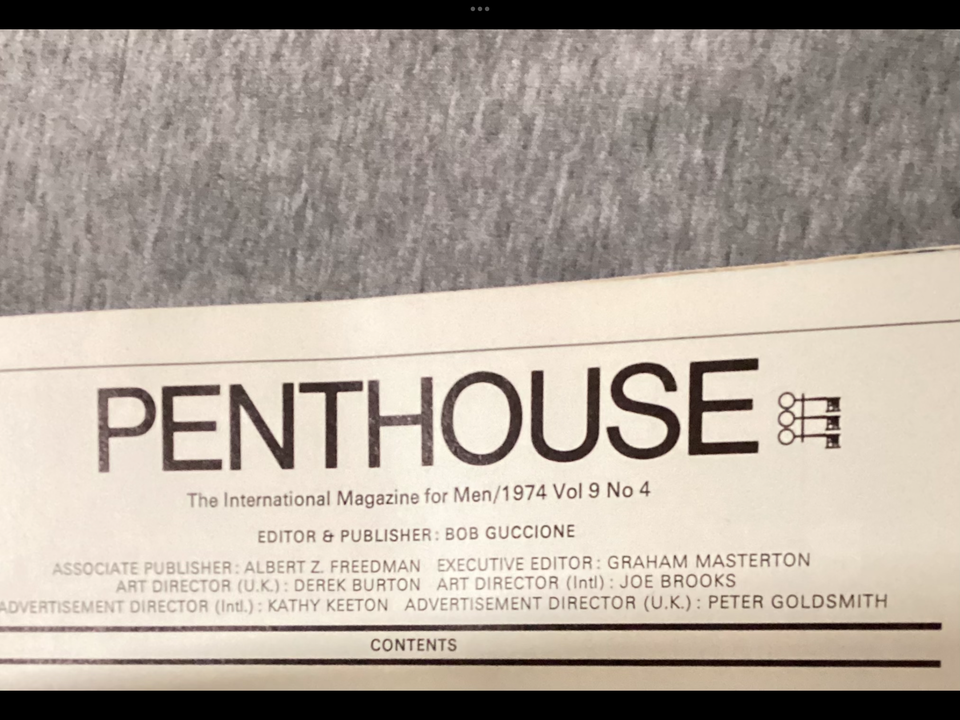 PENTHOUSE
The International Magazine for Men/1974 Vol 9 No 4
EDITOR & PUBLISHER: BOB GUCCIONE
ASSOCIATE PUBLISHER: ALBERT Z. FREEDMAN EXECUTIVE EDITOR: GRAHAM MASTERTON
ART DIRECTOR (U.K.): DEREK BURTON ART DIRECTOR (Intl): JOE BROOKS
ADVERTISEMENT DIRECTOR (Intl.): KATHY KEETON ADVERTISEMENT DIRECTOR (U.K.): PETER GOLDSMITH
CONTENTS